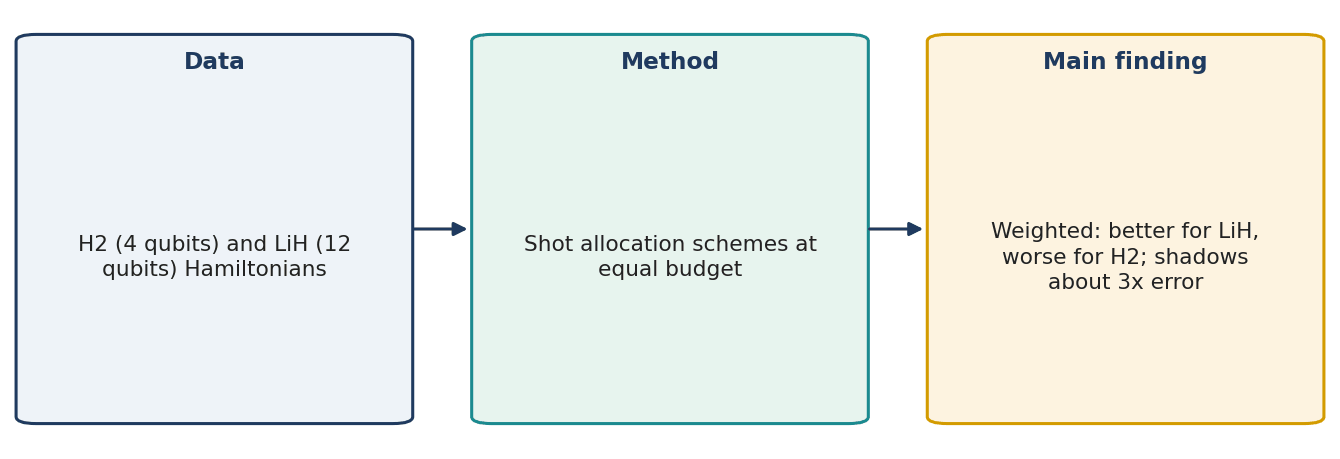 Data
H2 (4 qubits) and LiH (12
qubits) Hamiltonians
Method
Shot allocation schemes at
equal budget
Main finding
Weighted: better for LiH,
worse for H2; shadows
about 3x error